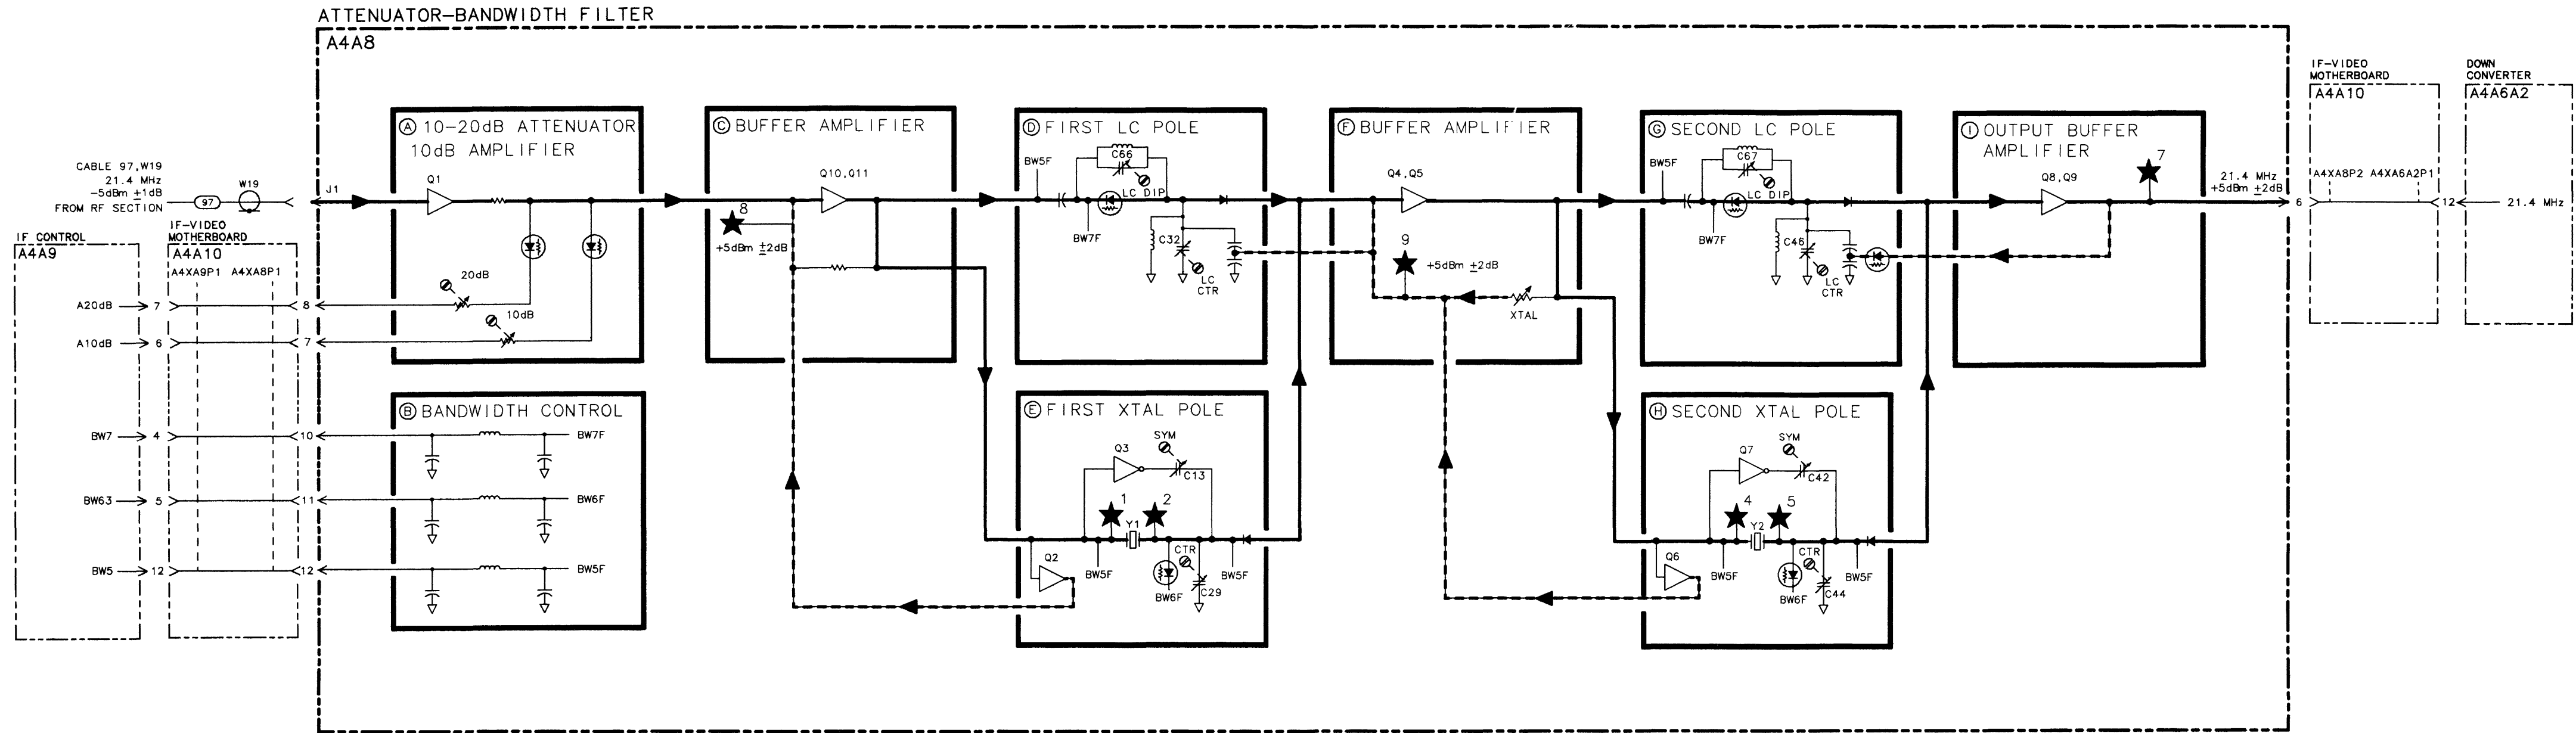 ATTENUATOR-BANDWIDTH FILTER
A4A8
CABLE 97,W19
21.4 MHz
-5dBm ±1dB
FROM RF SECTION
97
W19
J1
IF CONTROL
A4A9
IF-VIDEO
MOTHERBOARD
A4A10
A4XA9P1 A4XA8P1
A20dB 7 8
A10dB 6 7
BW7 4 10
BW63 5 11
BW5 12 12
Ⓐ 10-20dB ATTENUATOR
10dB AMPLIFIER
Q1
20dB
10dB
Ⓑ BANDWIDTH CONTROL
BW7F
BW6F
BW5F
Ⓒ BUFFER AMPLIFIER
Q10,Q11
8
+5dBm ±2dB
Ⓓ FIRST LC POLE
BW5F
C66
LC DIP
BW7F
C32
LC
CTR
Ⓔ FIRST XTAL POLE
Q3
SYM
C13
1
2
Y1
Q2
BW5F
CTR
BW6F
C29
BW5F
Ⓕ BUFFER AMPLIFIER
Q4,Q5
9
+5dBm ±2dB
XTAL
Ⓖ SECOND LC POLE
BW5F
C67
LC DIP
BW7F
C46
LC
CTR
Ⓗ SECOND XTAL POLE
Q7
SYM
C42
4
5
Y2
Q6
BW5F
CTR
BW6F
C44
BW5F
Ⓘ OUTPUT BUFFER
AMPLIFIER
7
Q8,Q9
21.4 MHz
+5dBm ±2dB
IF-VIDEO
MOTHERBOARD
A4A10
A4XA8P2 A4XA6A2P1
6
12
DOWN
CONVERTER
A4A6A2
21.4 MHz